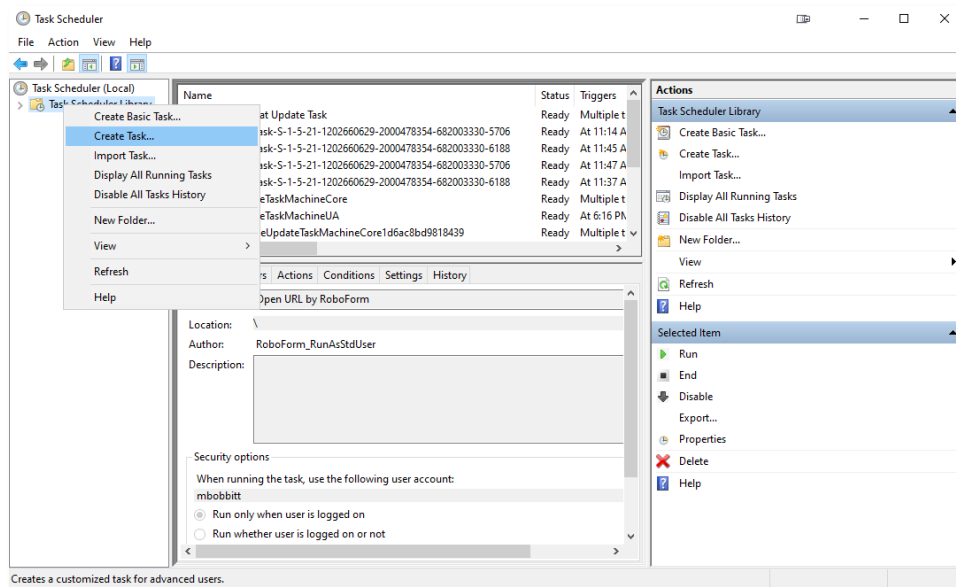 Task Scheduler
File Action View Help
Task Scheduler (Local)
Task Scheduler Library
Create Basic Task...
Create Task...
Import Task...
Display All Running Tasks
Disable All Tasks History
New Folder...
View
Refresh
Help
Name Status Triggers
at Update Task Ready Multiple t
ask-S-1-5-21-1202660629-2000478354-682003330-5706 Ready At 11:14 A
ask-S-1-5-21-1202660629-2000478354-682003330-6188 Ready At 11:45 A
ask-S-1-5-21-1202660629-2000478354-682003330-5706 Ready At 11:47 A
ask-S-1-5-21-1202660629-2000478354-682003330-6188 Ready At 11:37 A
eTaskMachineCore Ready Multiple t
eTaskMachineUA Ready At 6:16 PM
eUpdateTaskMachineCore1d6ac8bd9818439 Ready Multiple t
rs Actions Conditions Settings History
Open URL by RoboForm
Location: \
Author: RoboForm_RunAsStdUser
Description:
Security options
When running the task, use the following user account:
mbobbitt
Run only when user is logged on
Run whether user is logged on or not
Actions
Task Scheduler Library
Create Basic Task...
Create Task...
Import Task...
Display All Running Tasks
Disable All Tasks History
New Folder...
View
Refresh
Help
Selected Item
Run
End
Disable
Export...
Properties
Delete
Help
Creates a customized task for advanced users.